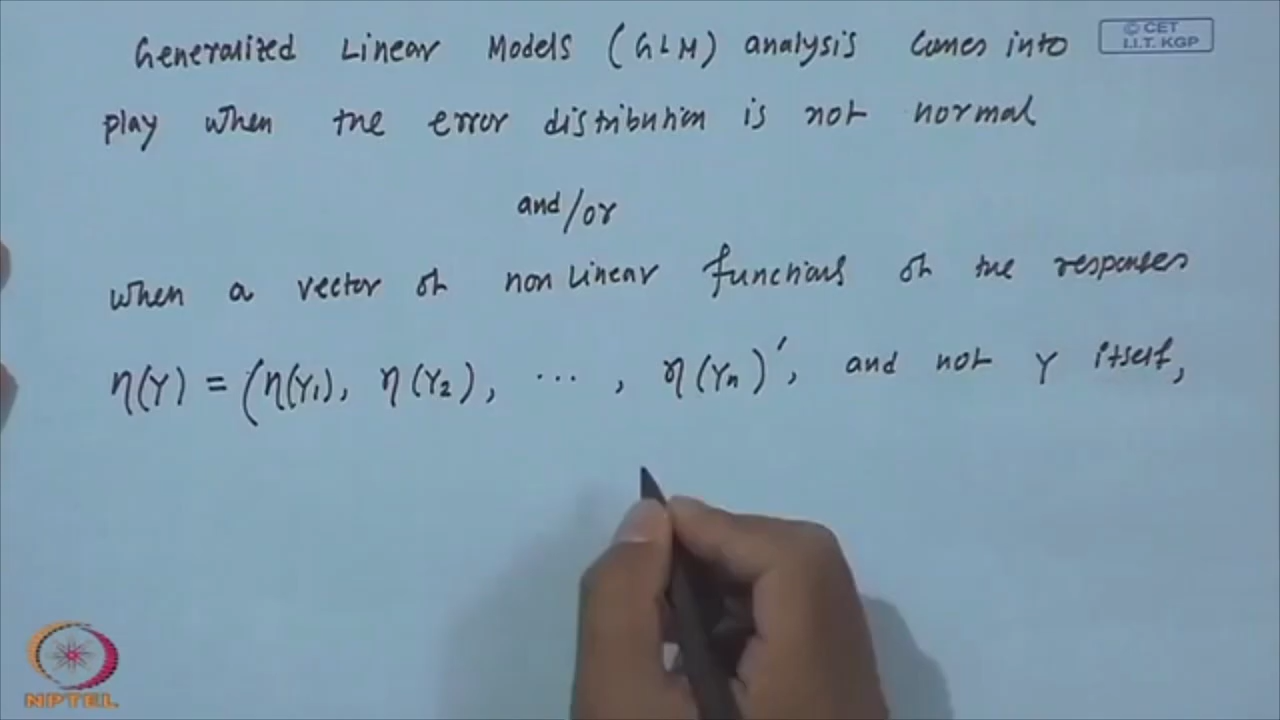 Generalized Linear Models (GLM) analysis comes into
© CET
I.I.T. KGP
play when the error distribution is not normal
and/or
when a vector of non linear functions of the responses
η(Y) = (η(Y₁), η(Y₂), ... , η(Yₙ)', and not Y itself,
NPTEL